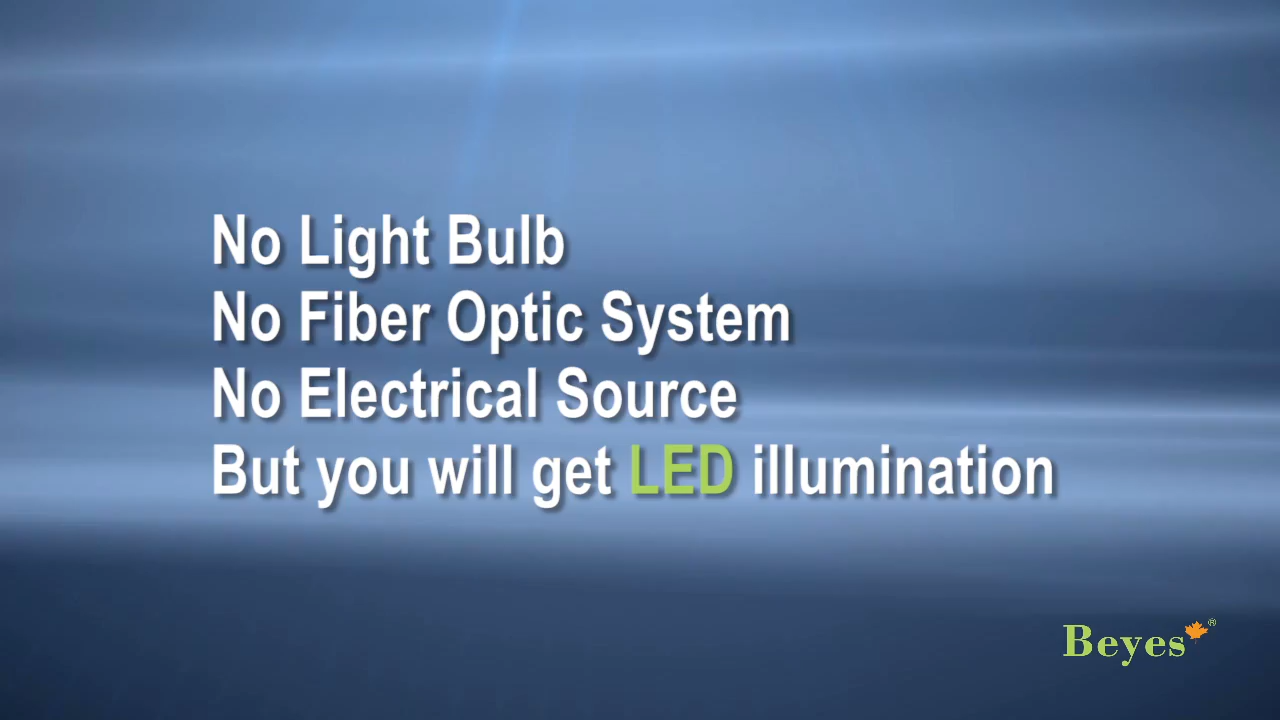 No Light Bulb
No Fiber Optic System
No Electrical Source
But you will get LED illumination
Beyes®